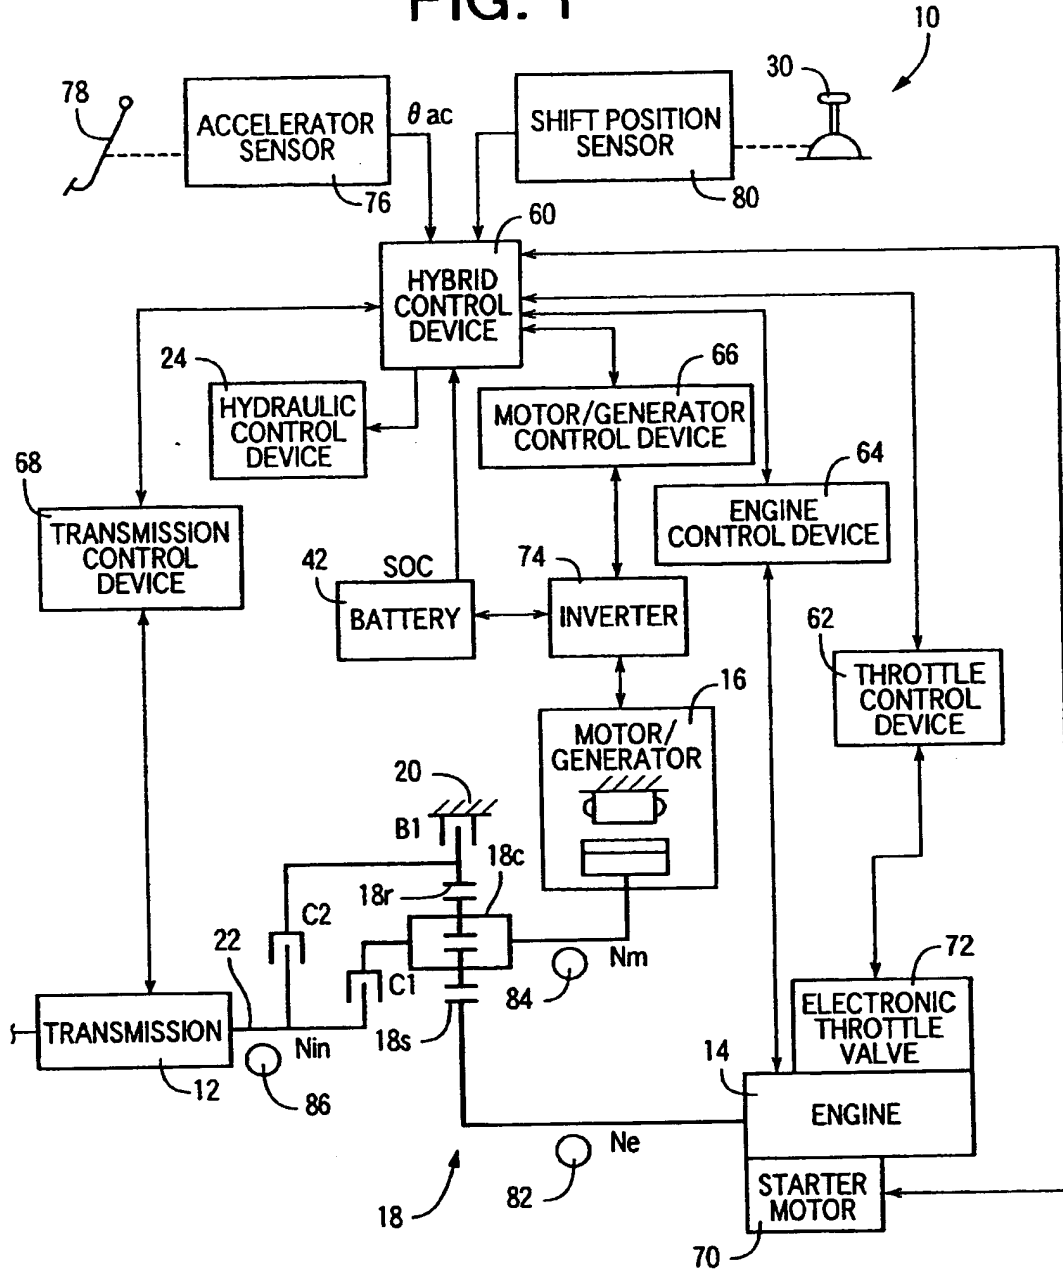 FIG. 1
10
78
ACCELERATOR
SENSOR
76
θ ac
SHIFT POSITION
SENSOR
80
30
60
HYBRID
CONTROL
DEVICE
24
HYDRAULIC
CONTROL
DEVICE
66
MOTOR/GENERATOR
CONTROL DEVICE
68
TRANSMISSION
CONTROL
DEVICE
64
ENGINE
CONTROL DEVICE
42
SOC
BATTERY
74
INVERTER
62
THROTTLE
CONTROL
DEVICE
16
MOTOR/
GENERATOR
20
B1
18c
18r
C2
22
C1
Nm
84
18s
TRANSMISSION
12
Nin
86
72
ELECTRONIC
THROTTLE
VALVE
14
ENGINE
Ne
82
18
STARTER
MOTOR
70